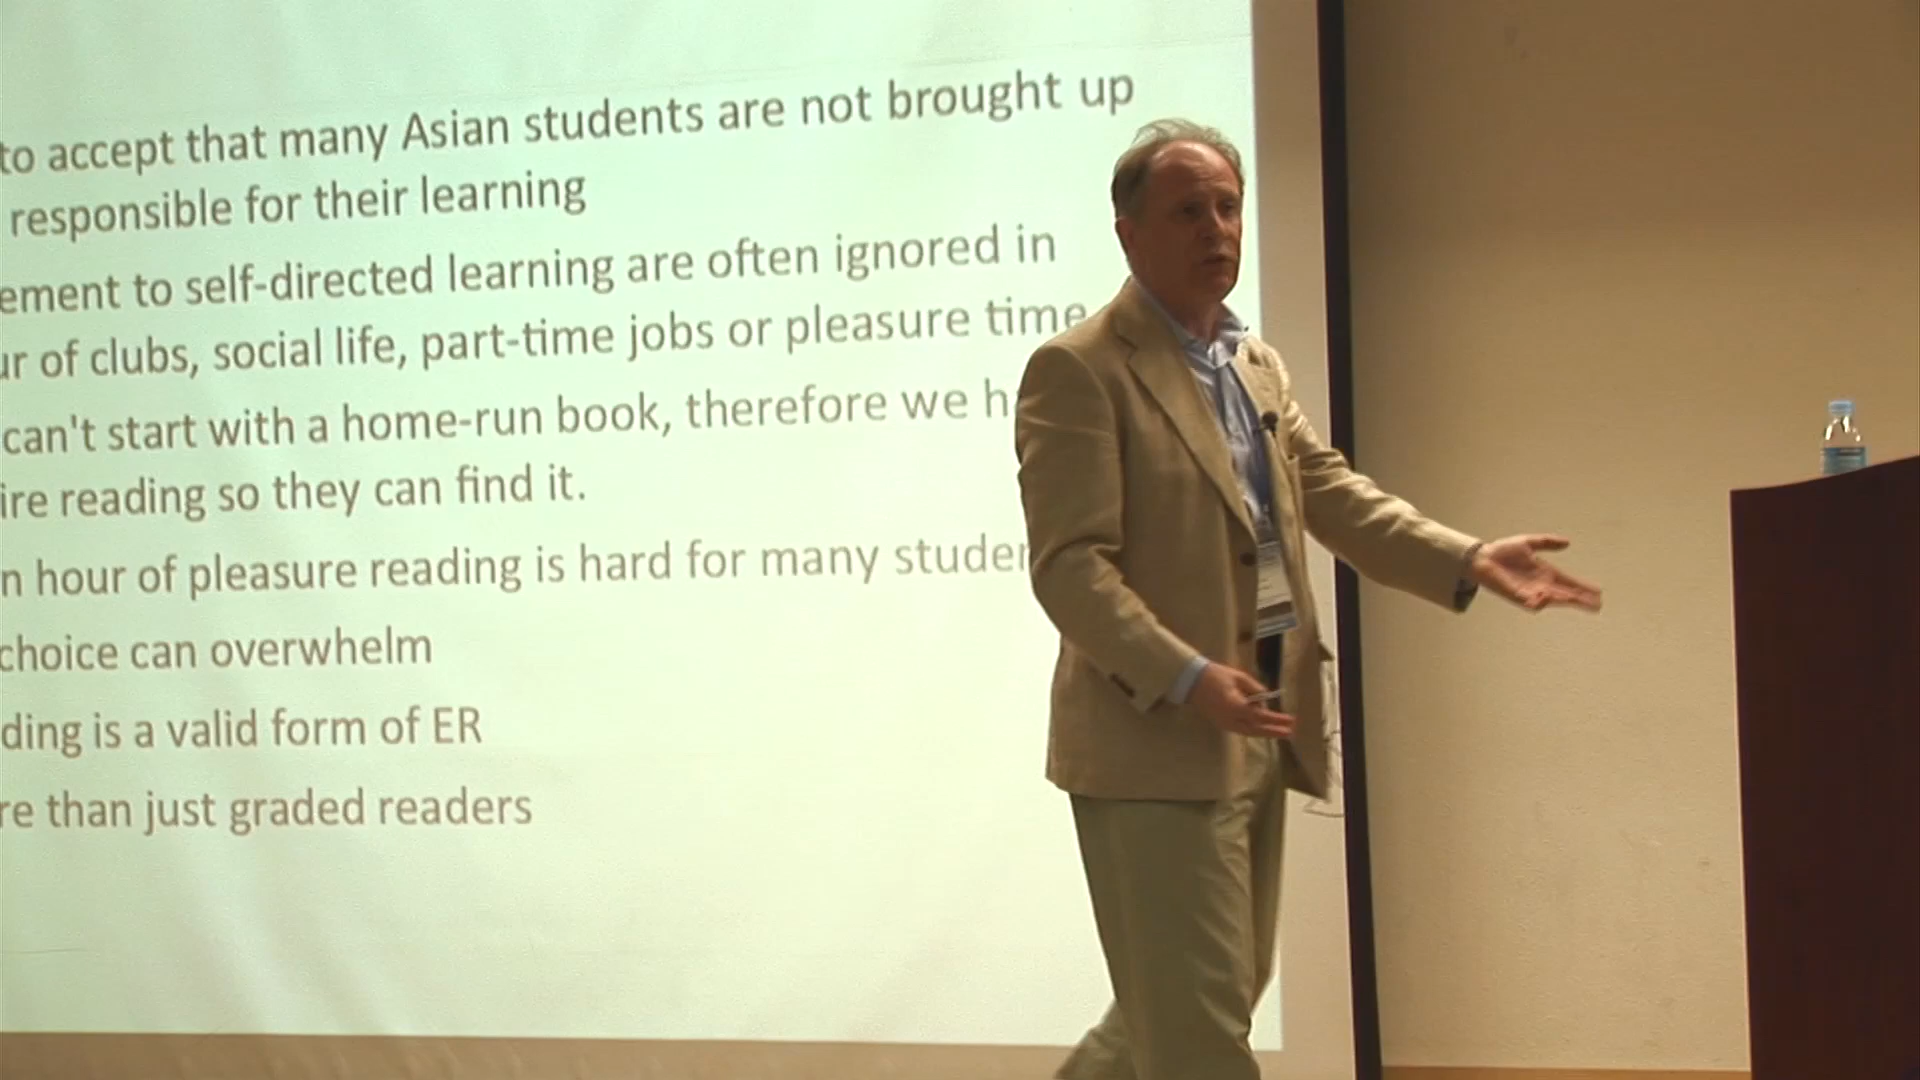 to accept that many Asian students are not brought up
responsible for their learning
ement to self-directed learning are often ignored in
ur of clubs, social life, part-time jobs or pleasure time
can't start with a home-run book, therefore we h
ire reading so they can find it.
n hour of pleasure reading is hard for many studen
choice can overwhelm
ding is a valid form of ER
re than just graded readers